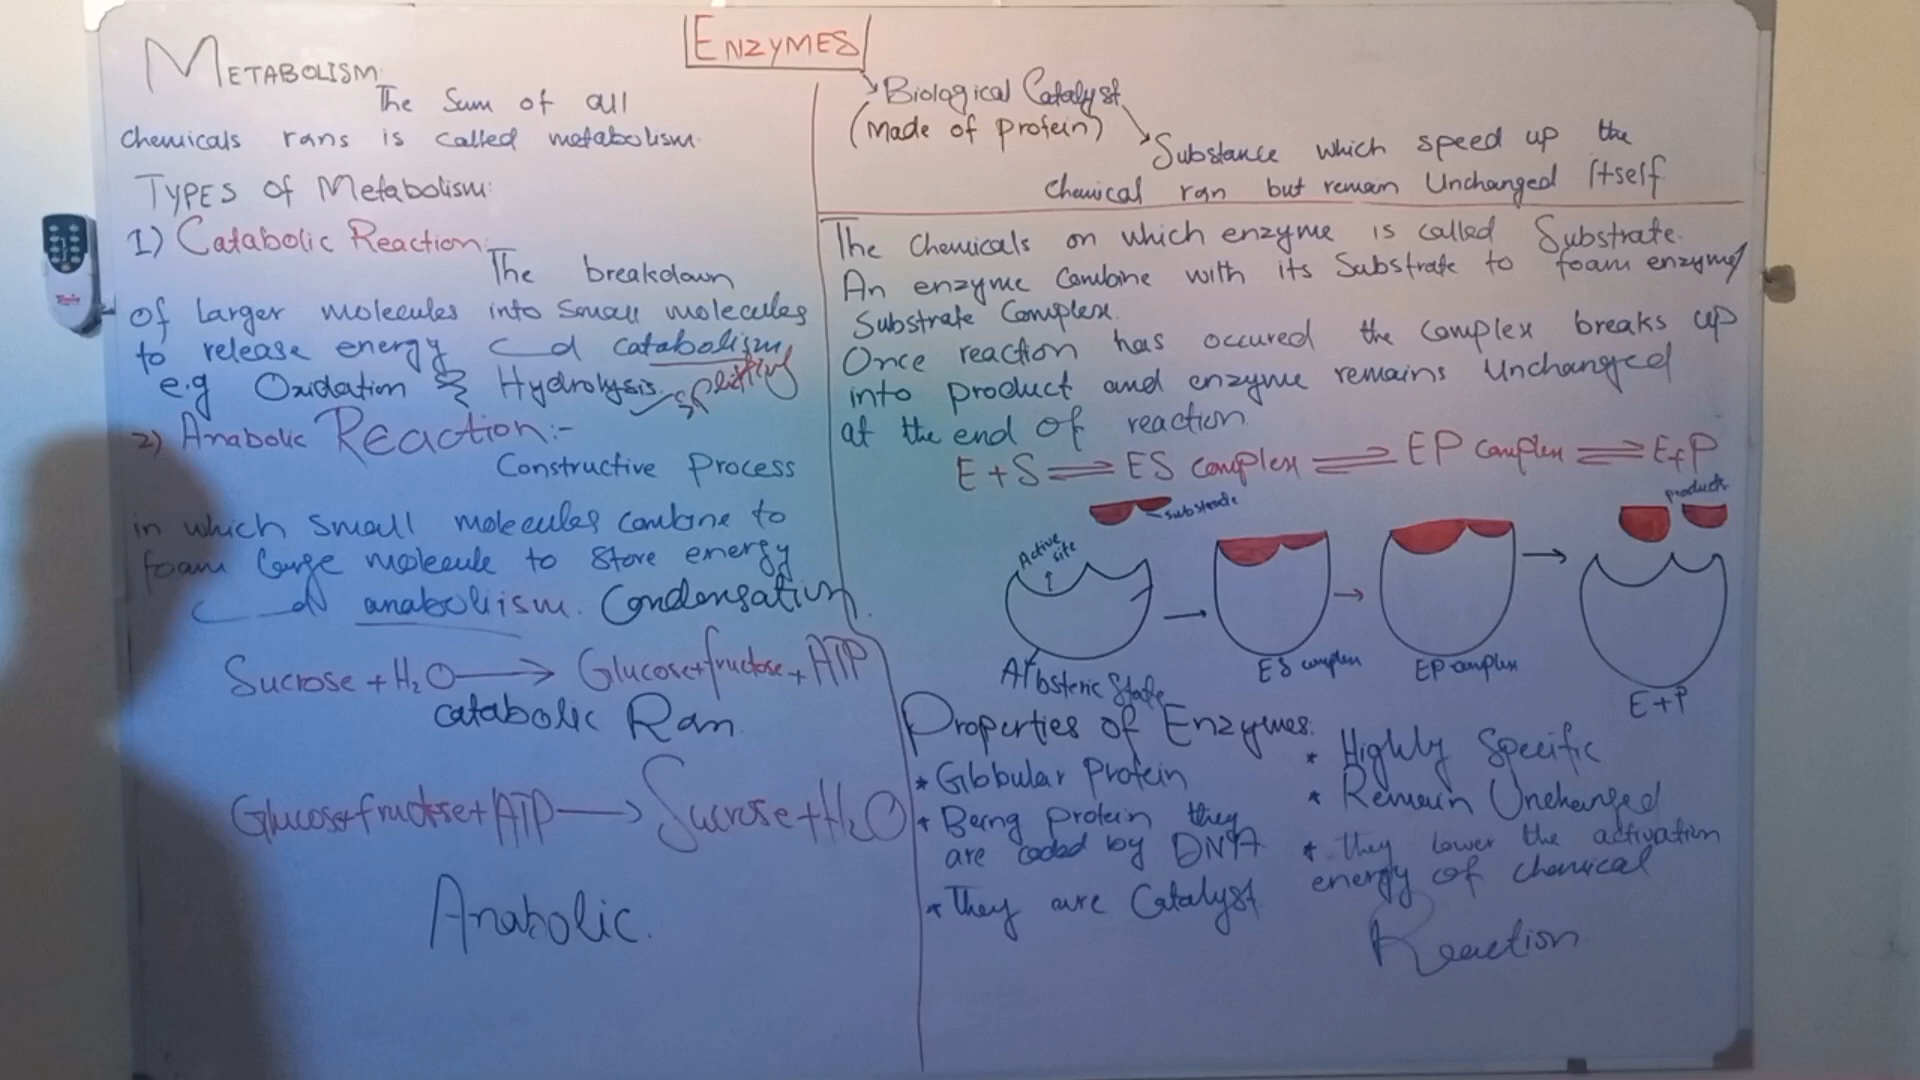 ENZYMES
METABOLISM:
The Sum of all
chemicals rxns is called metabolism.
TYPES of Metabolism:
1) Catabolic Reaction:
The breakdown
of larger molecules into small molecules
to release energy c__d catabolism,
e.g Oxidation & Hydrolysis. splitting
2) Anabolic REaction:-
Constructive Process
in which small molecules combine to
foam large molecule to store energy
c__d anaboliism. Condensation.
Sucrose + H₂O → Glucose+fructose+ATP
catabolic Rxn.
Glucose+fructose+ATP → Sucrose+H₂O
Anabolic.
Biological Catalyst
(Made of protein)
Substance which speed up the
chemical rxn but remain Unchanged Itself
The Chemicals on which enzyme is called Substrate.
An enzyme Combine with its Substrate to foam enzyme/
Substrate Complex.
Once reaction has occured the complex breaks up
into product and enzyme remains Unchanged
at the end of reaction.
E + S ⇌ ES complex ⇌ EP complex ⇌ E+P
substrate
products
Active
site
Allosteric State
ES complex
EP complex
E+P
Properties of Enzymes:
* Globbular Protein
* Being protein they
are coded by DNA
* They are Catalyst
* Highly Specific
* Remain Unchanged
* they lower the activation
energy of chemical
Reaction